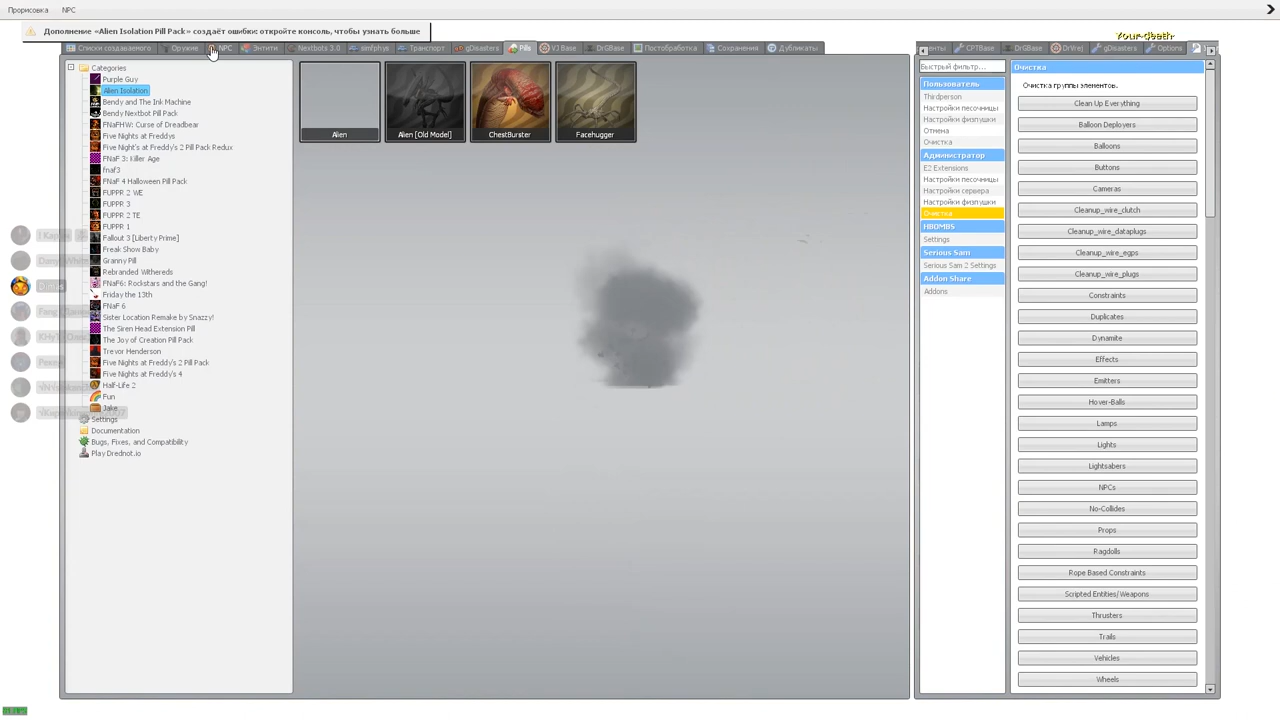 Прорисовка NPC
Дополнение «Alien Isolation Pill Pack» создаёт ошибки: откройте консоль, чтобы узнать больше
Your death
Списки создаваемого Оружие NPC Энтити Nextbots 3.0 simfphys Транспорт gDisasters Pills VJ Base DrGBase Постобработка Сохранения Дубликаты
CPTBase DrGBase DrVrej gDisasters Options
Categories
Purple Guy
Alien Isolation
Bendy and The Ink Machine
Bendy Nextbot Pill Pack
FNaFHW: Curse of Dreadbear
Five Nights at Freddys
Five Night's at Freddy's 2 Pill Pack Redux
FNaF 3: Killer Age
fnaf3
FNaF 4 Halloween Pill Pack
FUPPR 2 WE
FUPPR 3
FUPPR 2 TE
FUPPR 1
Fallout 3 [Liberty Prime]
Freak Show Baby
Granny Pill
Rebranded Withereds
FNaF6: Rockstars and the Gang!
Friday the 13th
FNaF 6
Sister Location Remake by Snazzy!
The Siren Head Extension Pill
The Joy of Creation Pill Pack
Trevor Henderson
Five Nights at Freddy's 2 Pill Pack
Five Nights at Freddy's 4
Half-Life 2
Fun
Jake
Settings
Documentation
Bugs, Fixes, and Compatibility
Play Drednot.io
Alien
Alien [Old Model]
ChestBurster
Facehugger
Быстрый фильтр...
Пользователь
Thirdperson
Настройки песочницы
Настройки физпушки
Отмена
Очистка
Администратор
E2 Extensions
Настройки песочницы
Настройки сервера
Настройки физпушки
Очистка
HBOMBS
Settings
Serious Sam
Serious Sam 2 Settings
Addon Share
Addons
Очистка
Очистка группы элементов.
Clean Up Everything
Balloon Deployers
Balloons
Buttons
Cameras
Cleanup_wire_clutch
Cleanup_wire_dataplugs
Cleanup_wire_egps
Cleanup_wire_plugs
Constraints
Duplicates
Dynamite
Effects
Emitters
Hover-Balls
Lamps
Lights
Lightsabers
NPCs
No-Collides
Props
Ragdolls
Rope Based Constraints
Scripted Entities/Weapons
Thrusters
Trails
Vehicles
Wheels